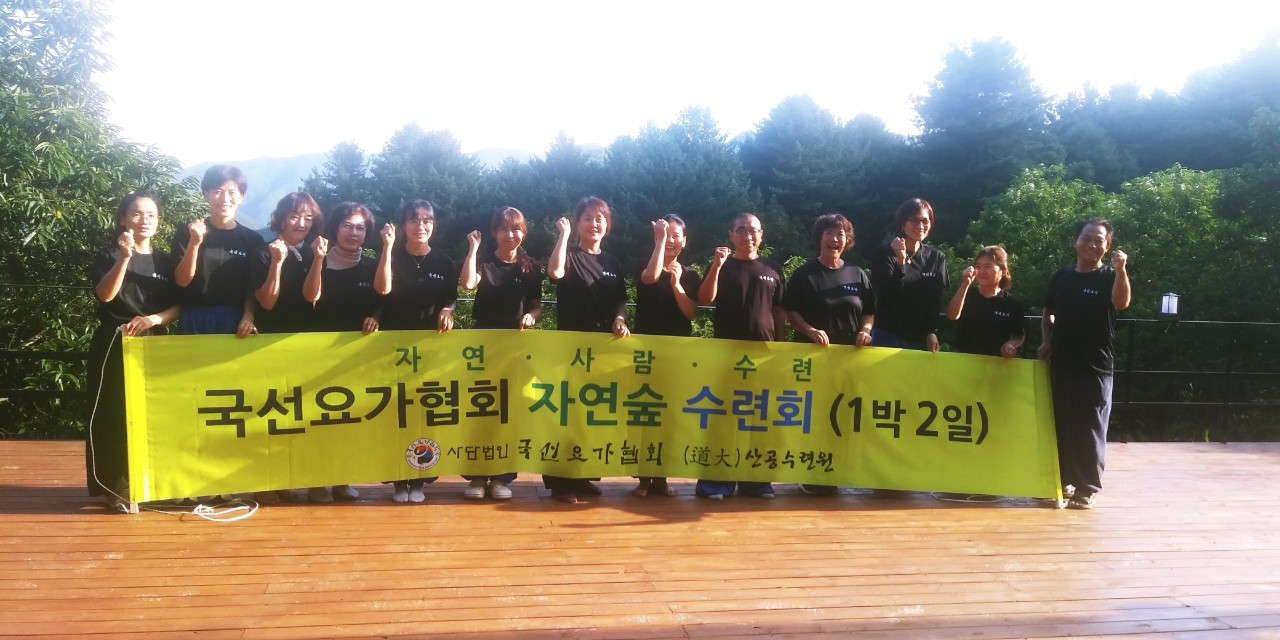 자연·사람·수련
국선요가협회 자연숲 수련회 (1박 2일)
사단법인 국선요가협회 (道大)산공수련원